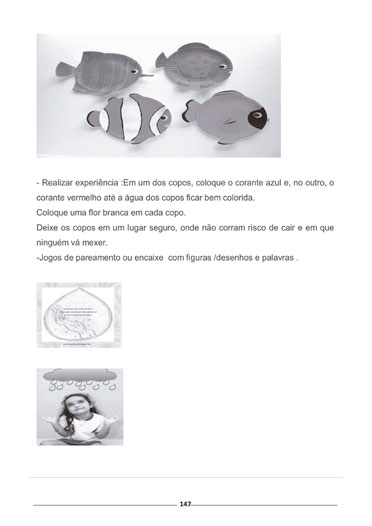 - Realizar experiência :Em um dos copos, coloque o corante azul e, no outro, o
corante vermelho até a água dos copos ficar bem colorida.
Coloque uma flor branca em cada copo.
Deixe os copos em um lugar seguro, onde não corram risco de cair e em que
ninguém vá mexer.
-Jogos de pareamento ou encaixe  com figuras /desenhos e palavras .
147